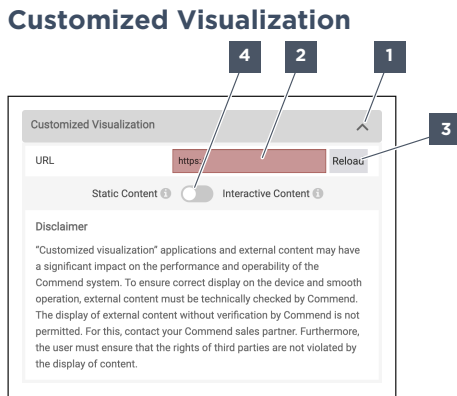 Customized Visualization
4 2 1
Customized Visualization
3
URL https: Reload
Static Content i Interactive Content i
Disclaimer
“Customized visualization” applications and external content may have
a significant impact on the performance and operability of the
Commend system. To ensure correct display on the device and smooth
operation, external content must be technically checked by Commend.
The display of external content without verification by Commend is not
permitted. For this, contact your Commend sales partner. Furthermore,
the user must ensure that the rights of third parties are not violated by
the display of content.